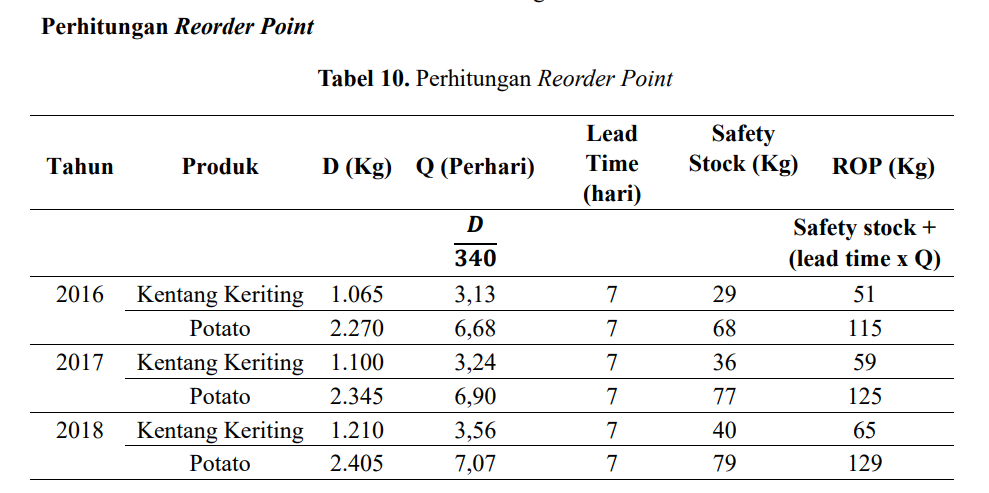 Perhitungan Reorder Point
Tabel 10. Perhitungan Reorder Point
Tahun Produk D (Kg) Q (Perhari) Lead Time (hari) Safety Stock (Kg) ROP (Kg)
D/340 Safety stock + (lead time x Q)
2016 Kentang Keriting 1.065 3,13 7 29 51
Potato 2.270 6,68 7 68 115
2017 Kentang Keriting 1.100 3,24 7 36 59
Potato 2.345 6,90 7 77 125
2018 Kentang Keriting 1.210 3,56 7 40 65
Potato 2.405 7,07 7 79 129